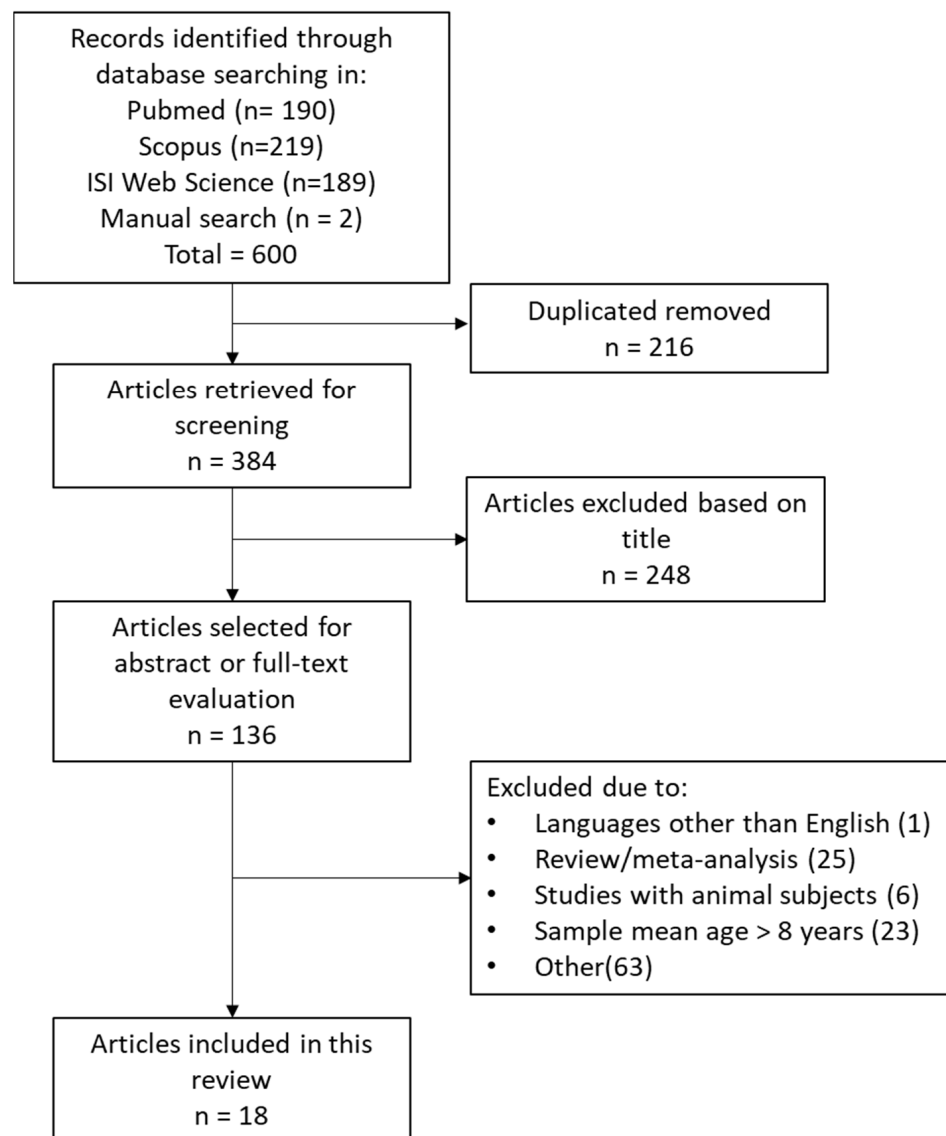 Records identified through
database searching in:
Pubmed (n= 190)
Scopus (n=219)
ISI Web Science (n=189)
Manual search (n = 2)
Total = 600
Duplicated removed
n = 216
Articles retrieved for
screening
n = 384
Articles excluded based on
title
n = 248
Articles selected for
abstract or full-text
evaluation
n = 136
Excluded due to:
• Languages other than English (1)
• Review/meta-analysis (25)
• Studies with animal subjects (6)
• Sample mean age > 8 years (23)
• Other(63)
Articles included in this
review
n = 18